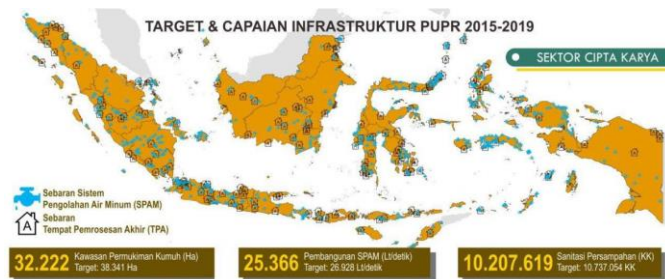 TARGET & CAPAIAN INFRASTRUKTUR PUPR 2015-2019
SEKTOR CIPTA KARYA
Sebaran Sistem
Pengolahan Air Minum (SPAM)
A
Sebaran
Tempat Pemrosesan Akhir (TPA)
32.222 Kawasan Permukiman Kumuh (Ha)
Target: 38.341 Ha
25.366 Pembangunan SPAM (Lt/detik)
Target: 26.928 Lt/detik
10.207.619 Sanitasi Persampahan (KK)
Target: 10.737.054 KK